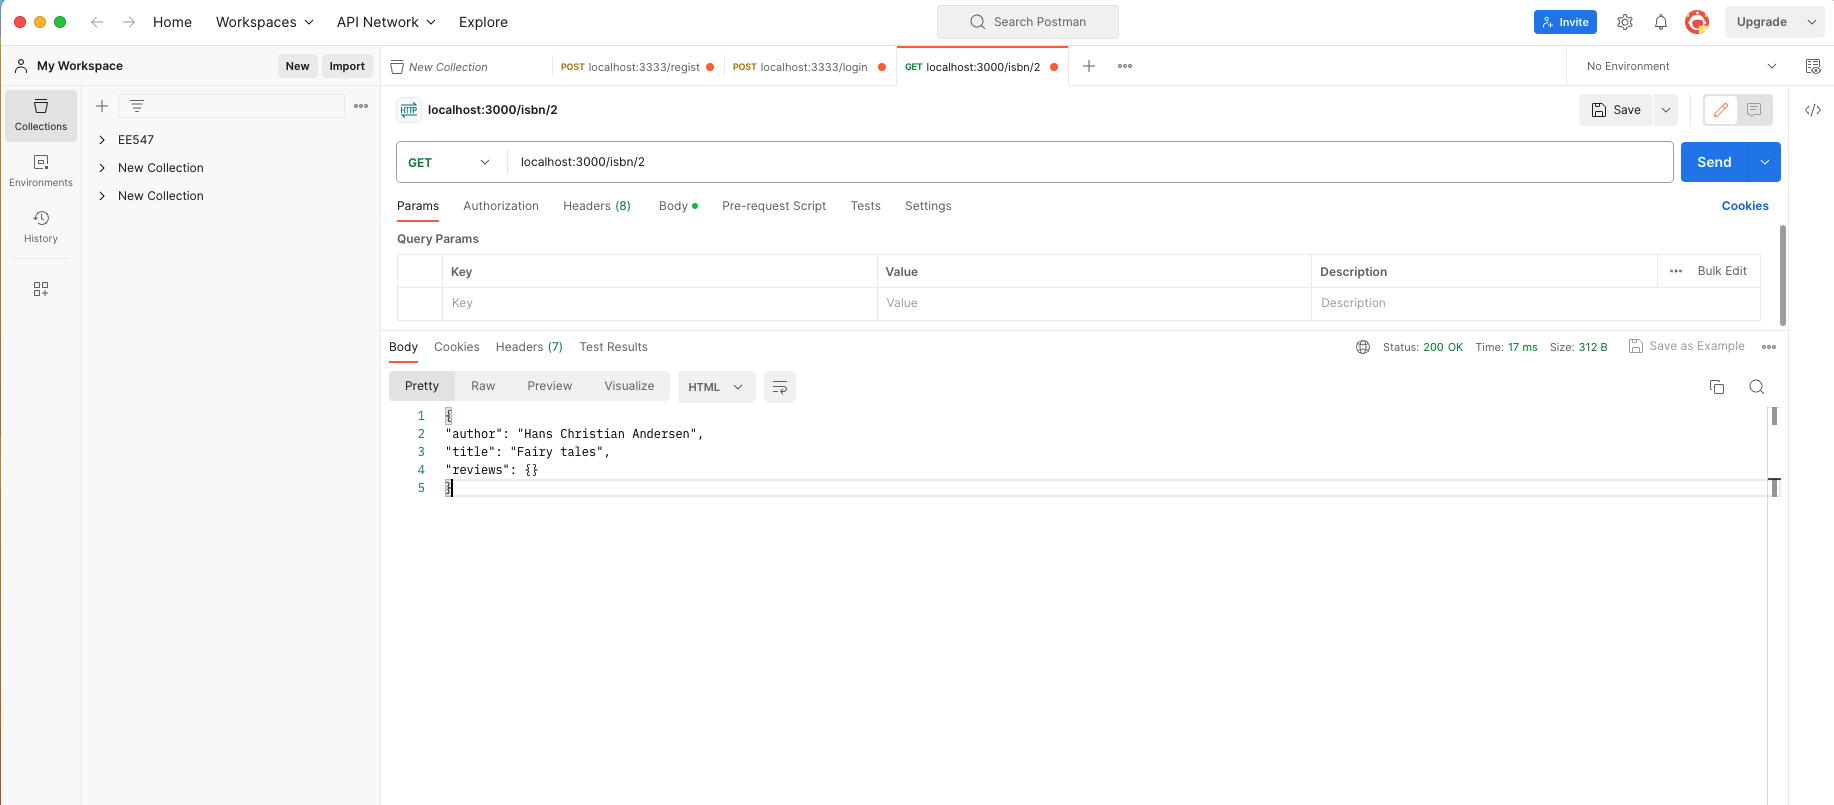 Home Workspaces API Network Explore Search Postman Invite Upgrade
My Workspace New Import New Collection POST localhost:3333/regist POST localhost:3333/login GET localhost:3000/isbn/2 No Environment
Collections
Environments
History
EE547
New Collection
New Collection
HTTP localhost:3000/isbn/2 Save
GET localhost:3000/isbn/2 Send
Params Authorization Headers (8) Body Pre-request Script Tests Settings Cookies
Query Params
Key Value Description Bulk Edit
Key Value Description
Body Cookies Headers (7) Test Results Status: 200 OK Time: 17 ms Size: 312 B Save as Example
Pretty Raw Preview Visualize HTML
1 {
2 "author": "Hans Christian Andersen",
3 "title": "Fairy tales",
4 "reviews": {}
5 }